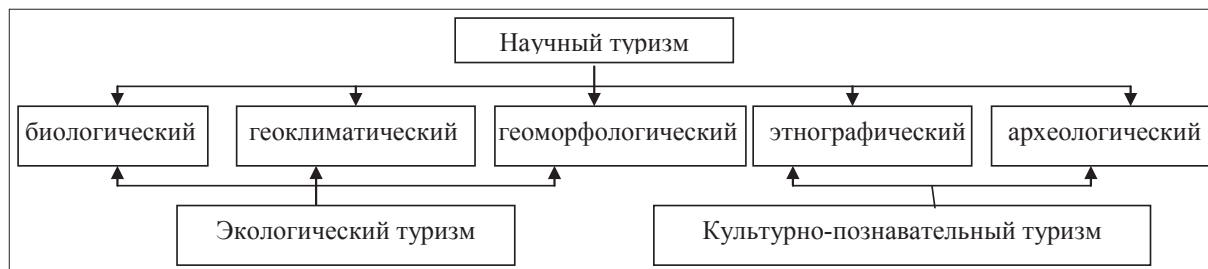 Научный туризм
биологический
геоклиматический
геоморфологический
этнографический
археологический
Экологический туризм
Культурно-познавательный туризм